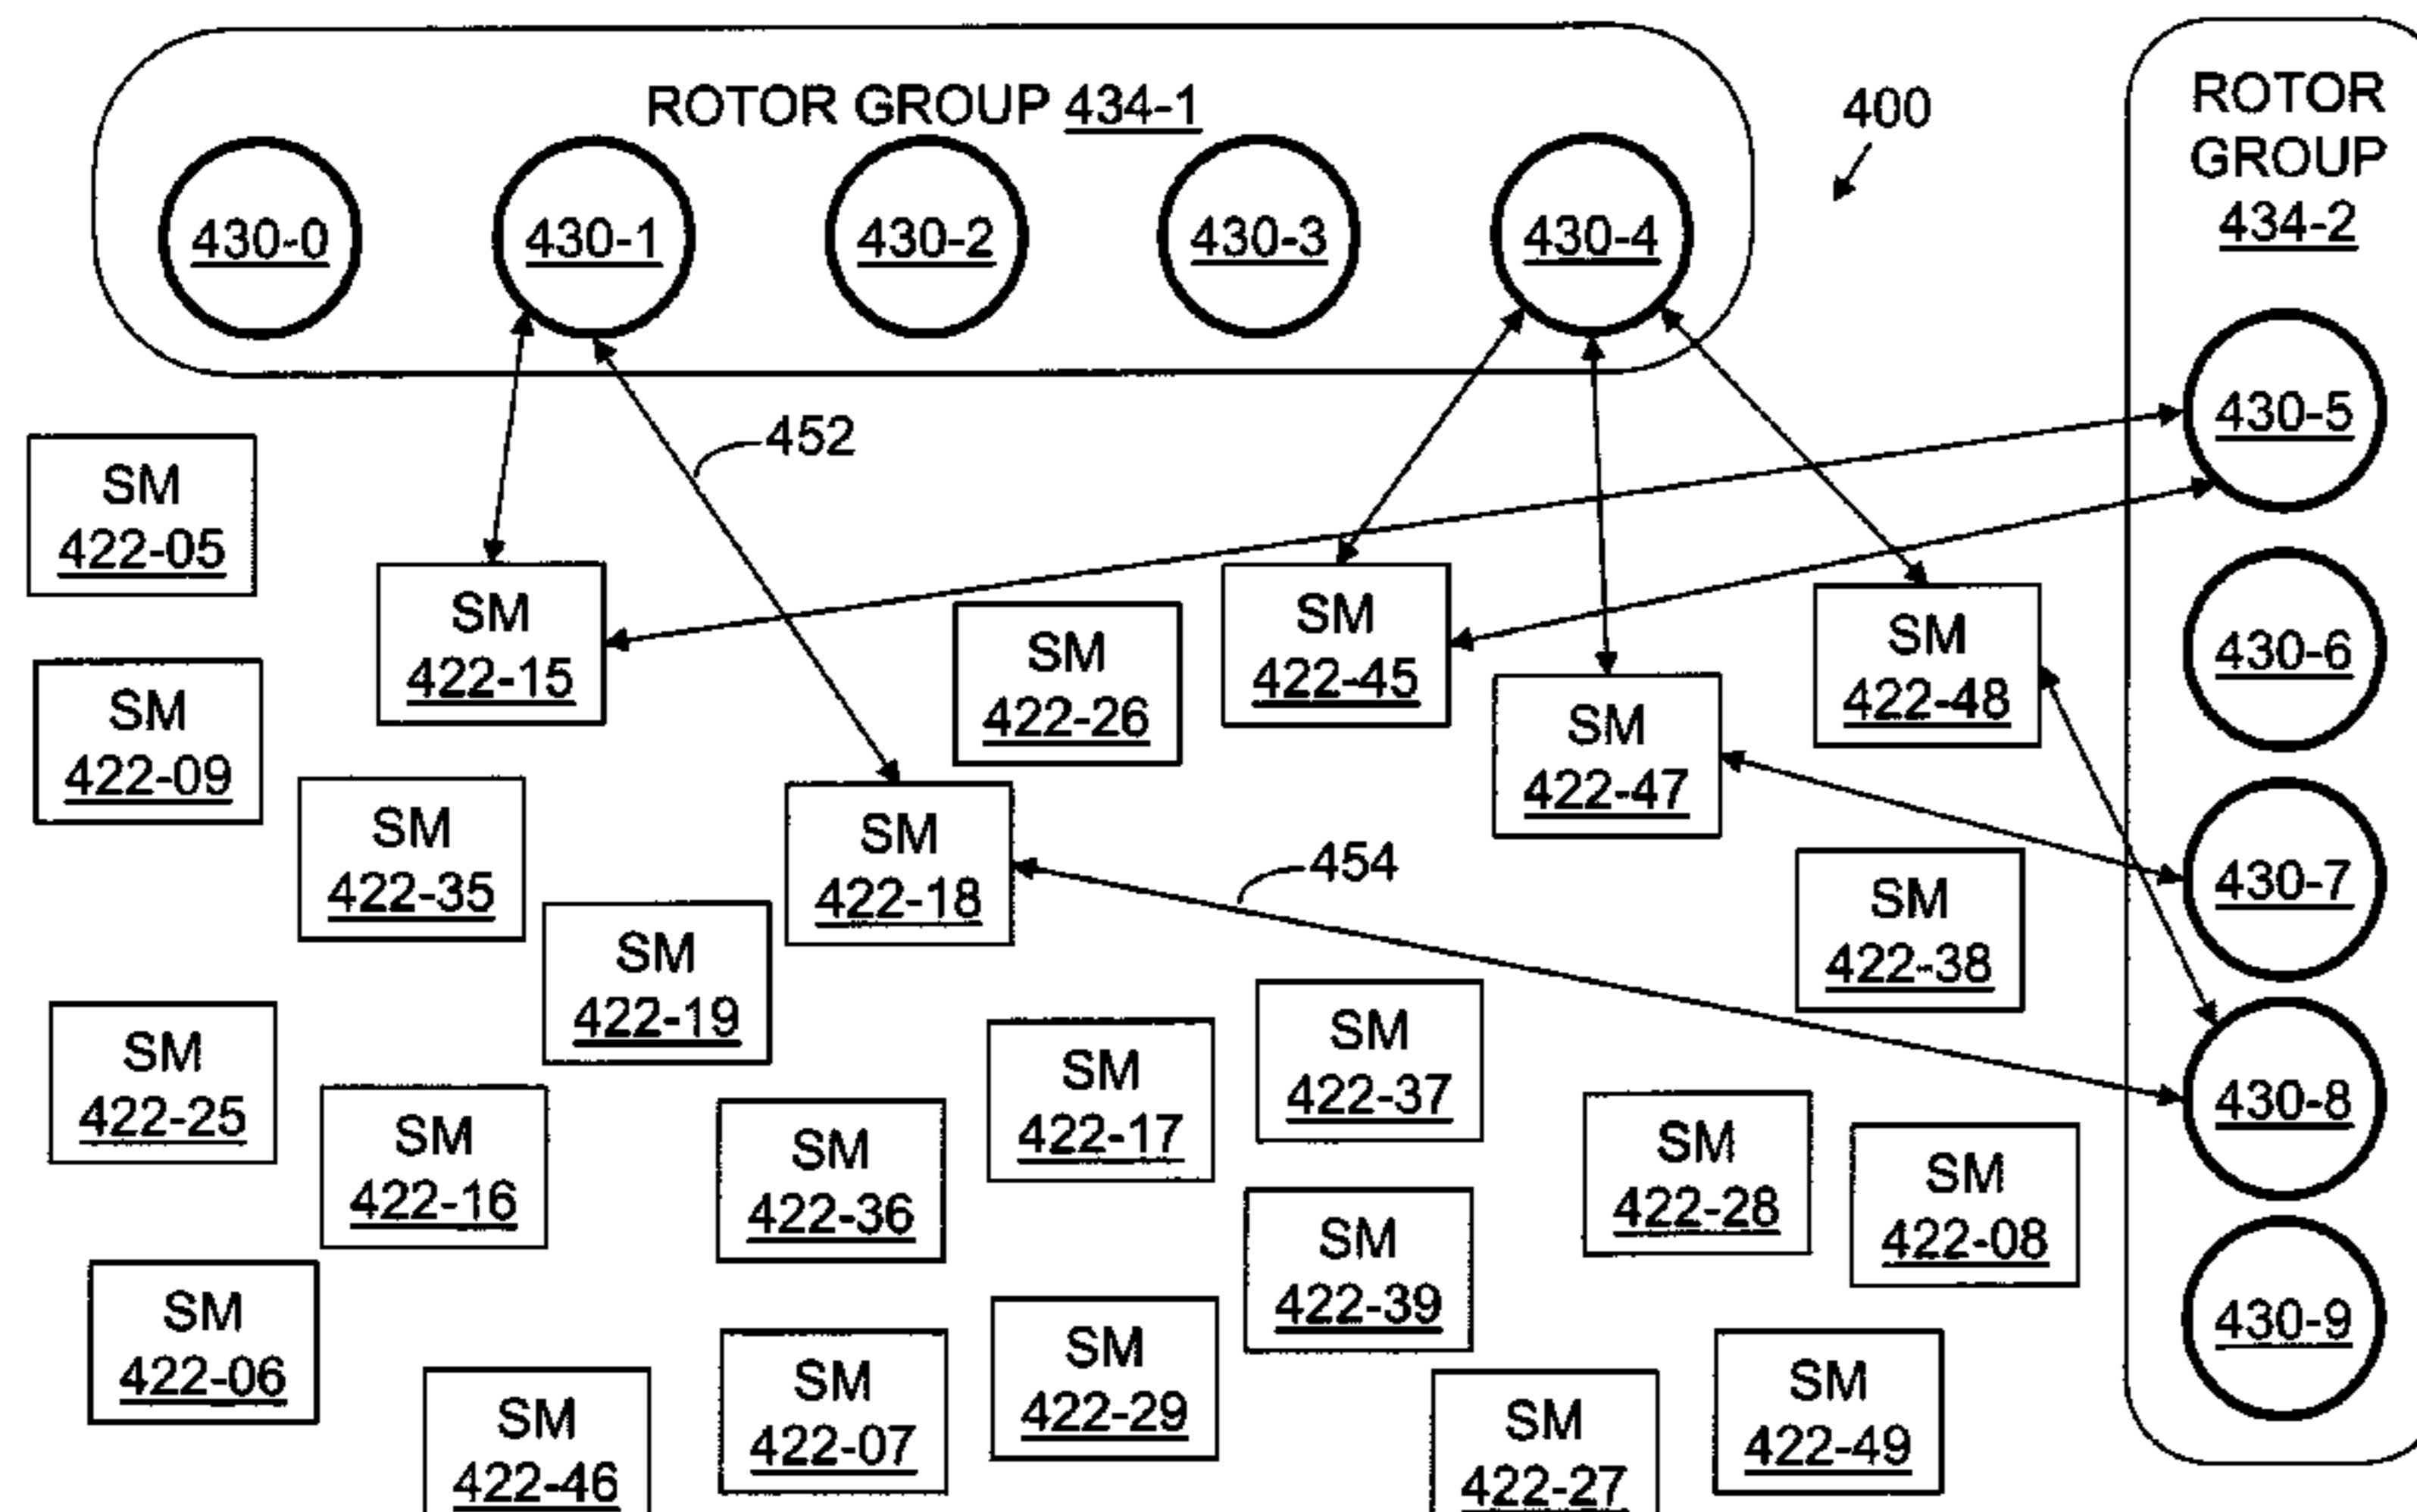 ROTOR GROUP 434-1
430-0
430-1
430-2
430-3
430-4
400
ROTOR
GROUP
434-2
430-5
430-6
430-7
430-8
430-9
452
454
SM
422-05
SM
422-15
SM
422-26
SM
422-45
SM
422-48
SM
422-09
SM
422-47
SM
422-35
SM
422-18
SM
422-38
SM
422-19
SM
422-25
SM
422-37
SM
422-17
SM
422-16
SM
422-36
SM
422-28
SM
422-08
SM
422-39
SM
422-06
SM
422-29
SM
422-07
SM
422-49
SM
422-46
SM
422-27